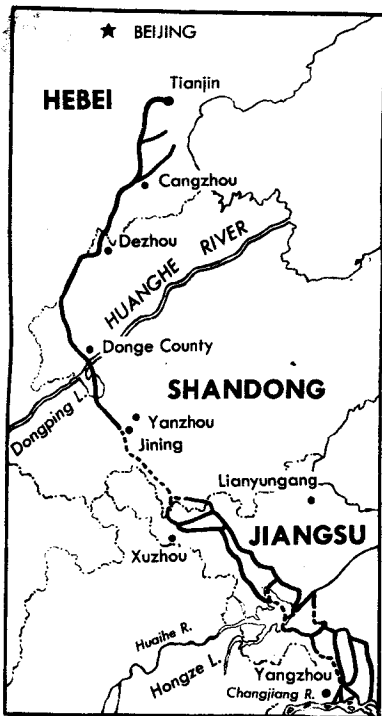 BEIJING
Tianjin
HEBEI
Cangzhou
Dezhou
HUANGHE RIVER
Donge County
SHANDONG
Dongping L.
Yanzhou
Jining
Lianyungang
JIANGSU
Xuzhou
Huaihe R.
Hongze L.
Yangzhou
Changjiang R.